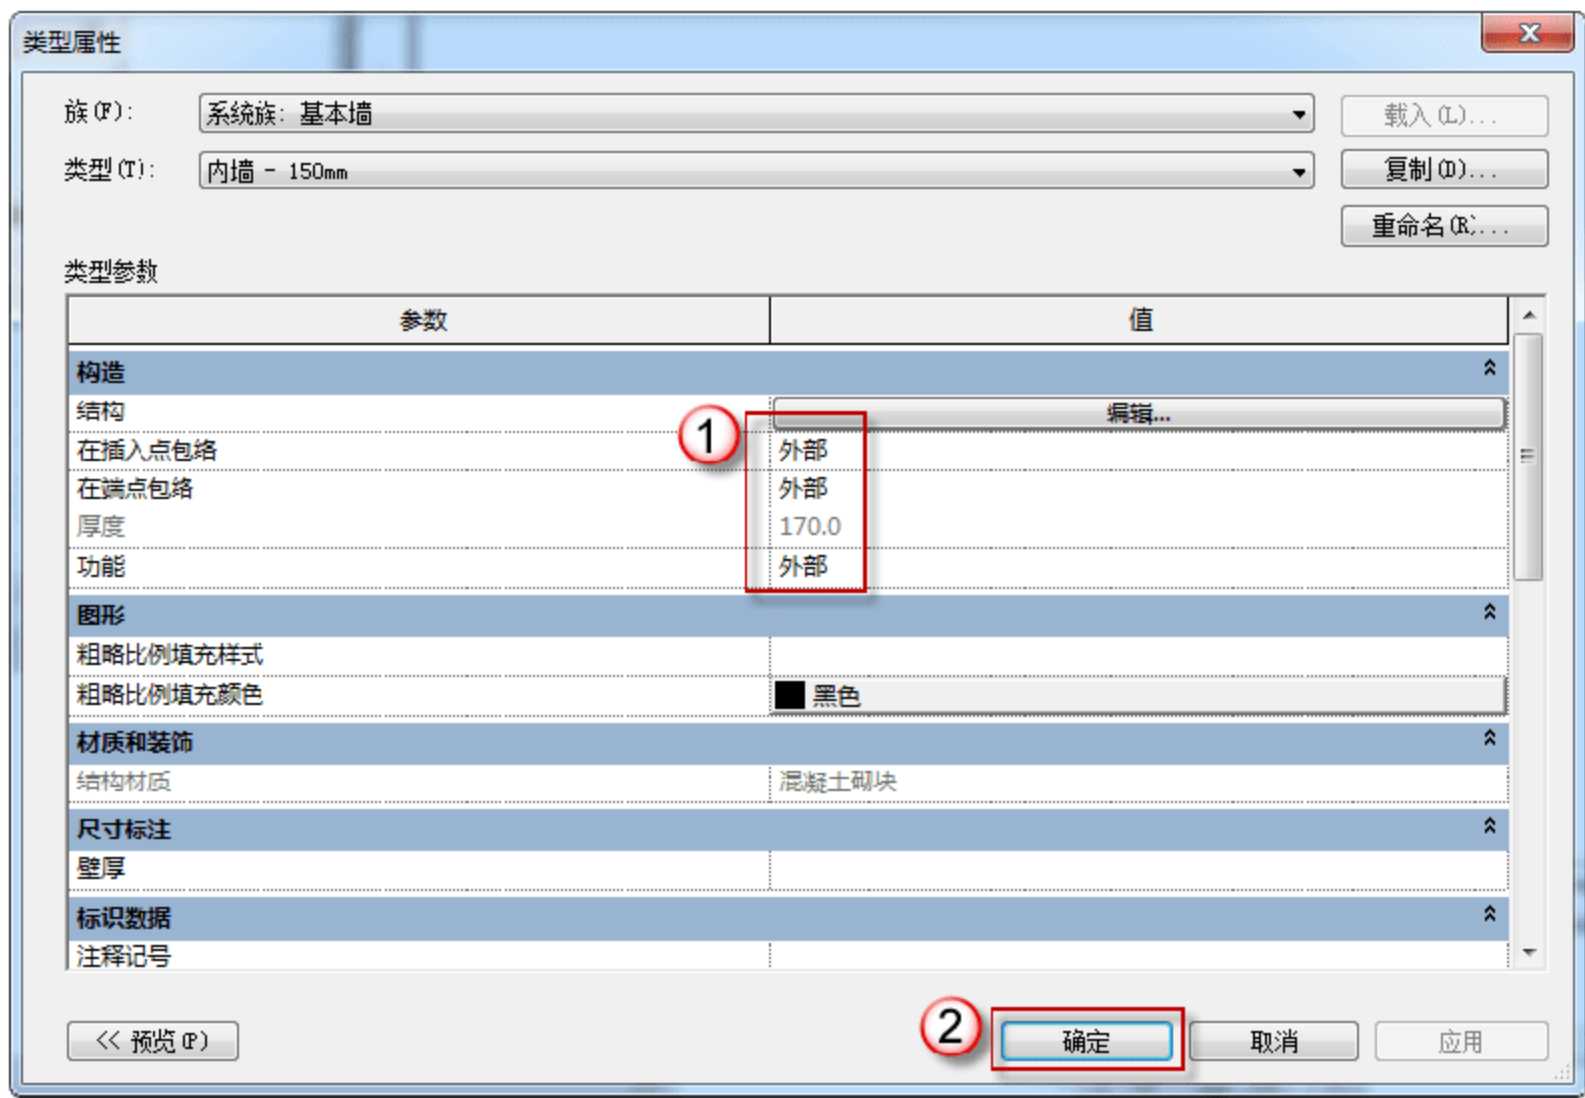 类型属性
族(F): 系统族: 基本墙 载入(L)...
类型(T): 内墙 - 150mm 复制(D)...
重命名(R)...
类型参数
参数 值
构造
结构 编辑...
1
在插入点包络 外部
在端点包络 外部
厚度 170.0
功能 外部
图形
粗略比例填充样式
粗略比例填充颜色 黑色
材质和装饰
结构材质 混凝土砌块
尺寸标注
壁厚
标识数据
注释记号
2
<< 预览(P) 确定 取消 应用